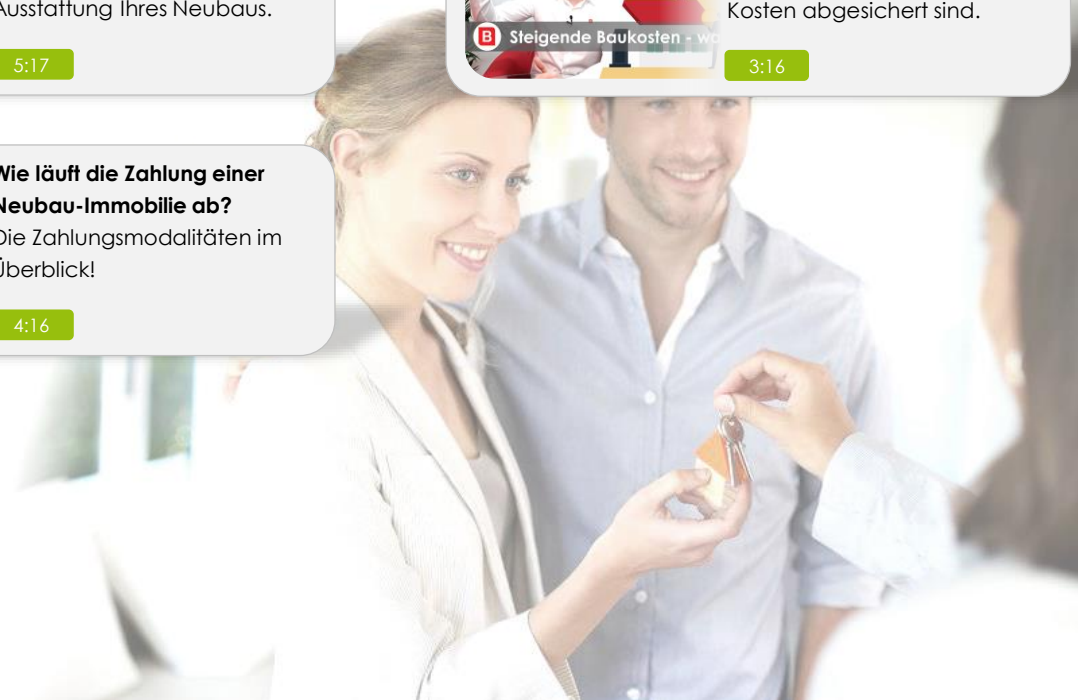 Ausstattung Ihres Neubaus.
5:17
B Steigende Baukosten -
Kosten abgesichert sind.
3:16
Wie läuft die Zahlung einer
Neubau-Immobilie ab?
Die Zahlungsmodalitäten im
Überblick!
4:16